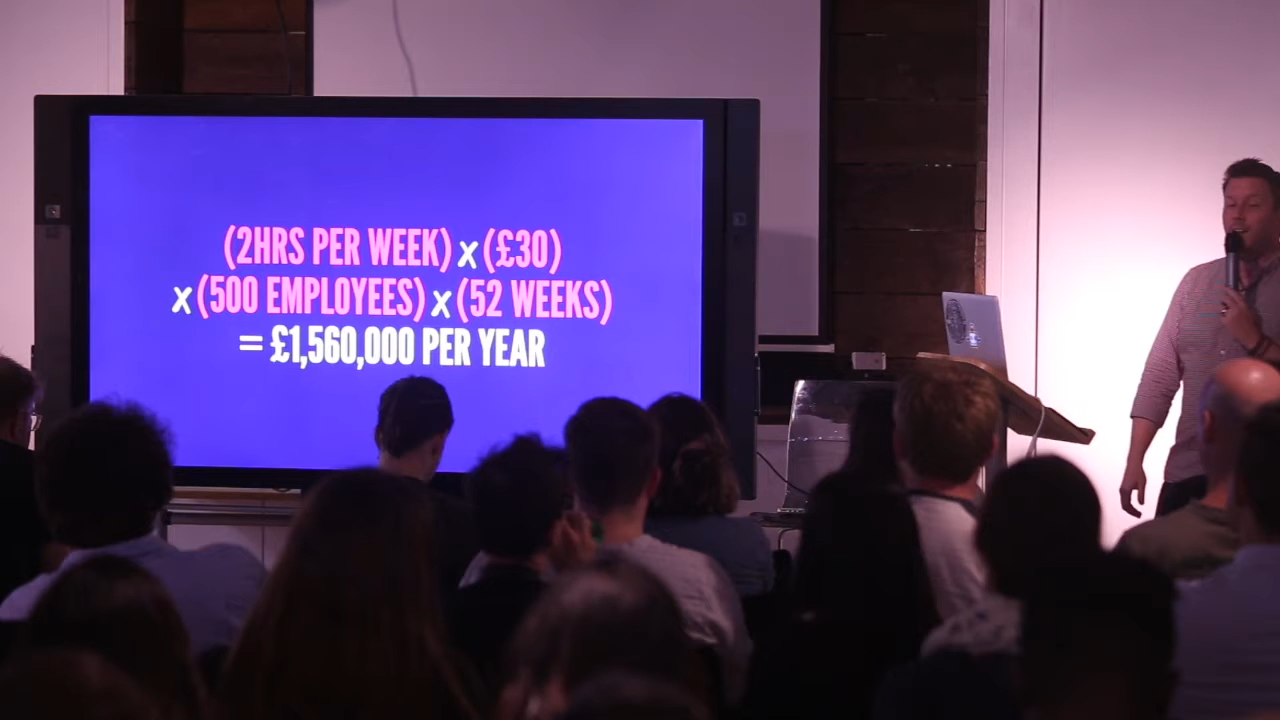 (2HRS PER WEEK) x (£30)
x (500 EMPLOYEES) x (52 WEEKS)
= £1,560,000 PER YEAR